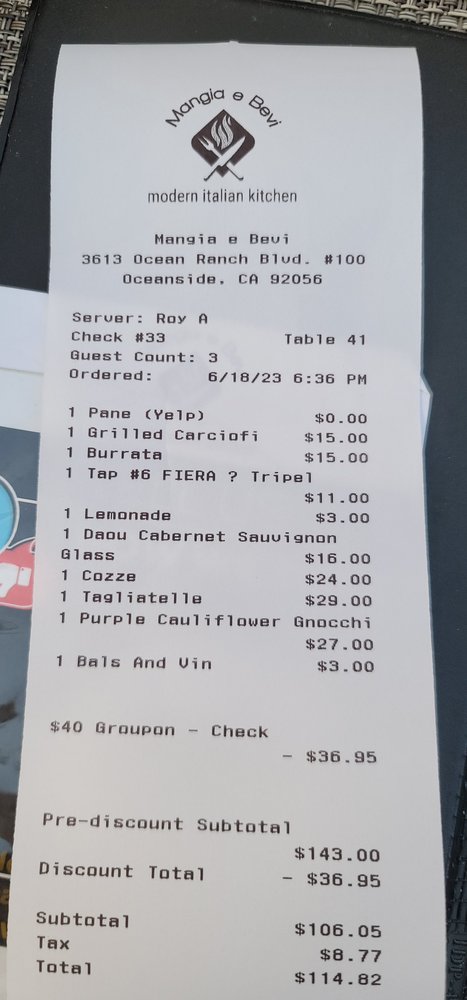 Mangia e Bevi
modern italian kitchen
Mangia e Bevi
3613 Ocean Ranch Blvd. #100
Oceanside, CA 92056
Server: Roy A
Check #33 Table 41
Guest Count: 3
Ordered: 6/18/23 6:36 PM
1 Pane (Yelp) $0.00
1 Grilled Carciofi $15.00
1 Burrata $15.00
1 Tap #6 FIERA ? Tripel
$11.00
1 Lemonade $3.00
1 Daou Cabernet Sauvignon
Glass $16.00
1 Cozze $24.00
1 Tagliatelle $29.00
1 Purple Cauliflower Gnocchi
$27.00
1 Bals And Vin $3.00
$40 Groupon - Check
- $36.95
Pre-discount Subtotal
$143.00
Discount Total - $36.95
Subtotal $106.05
Tax $8.77
Total $114.82